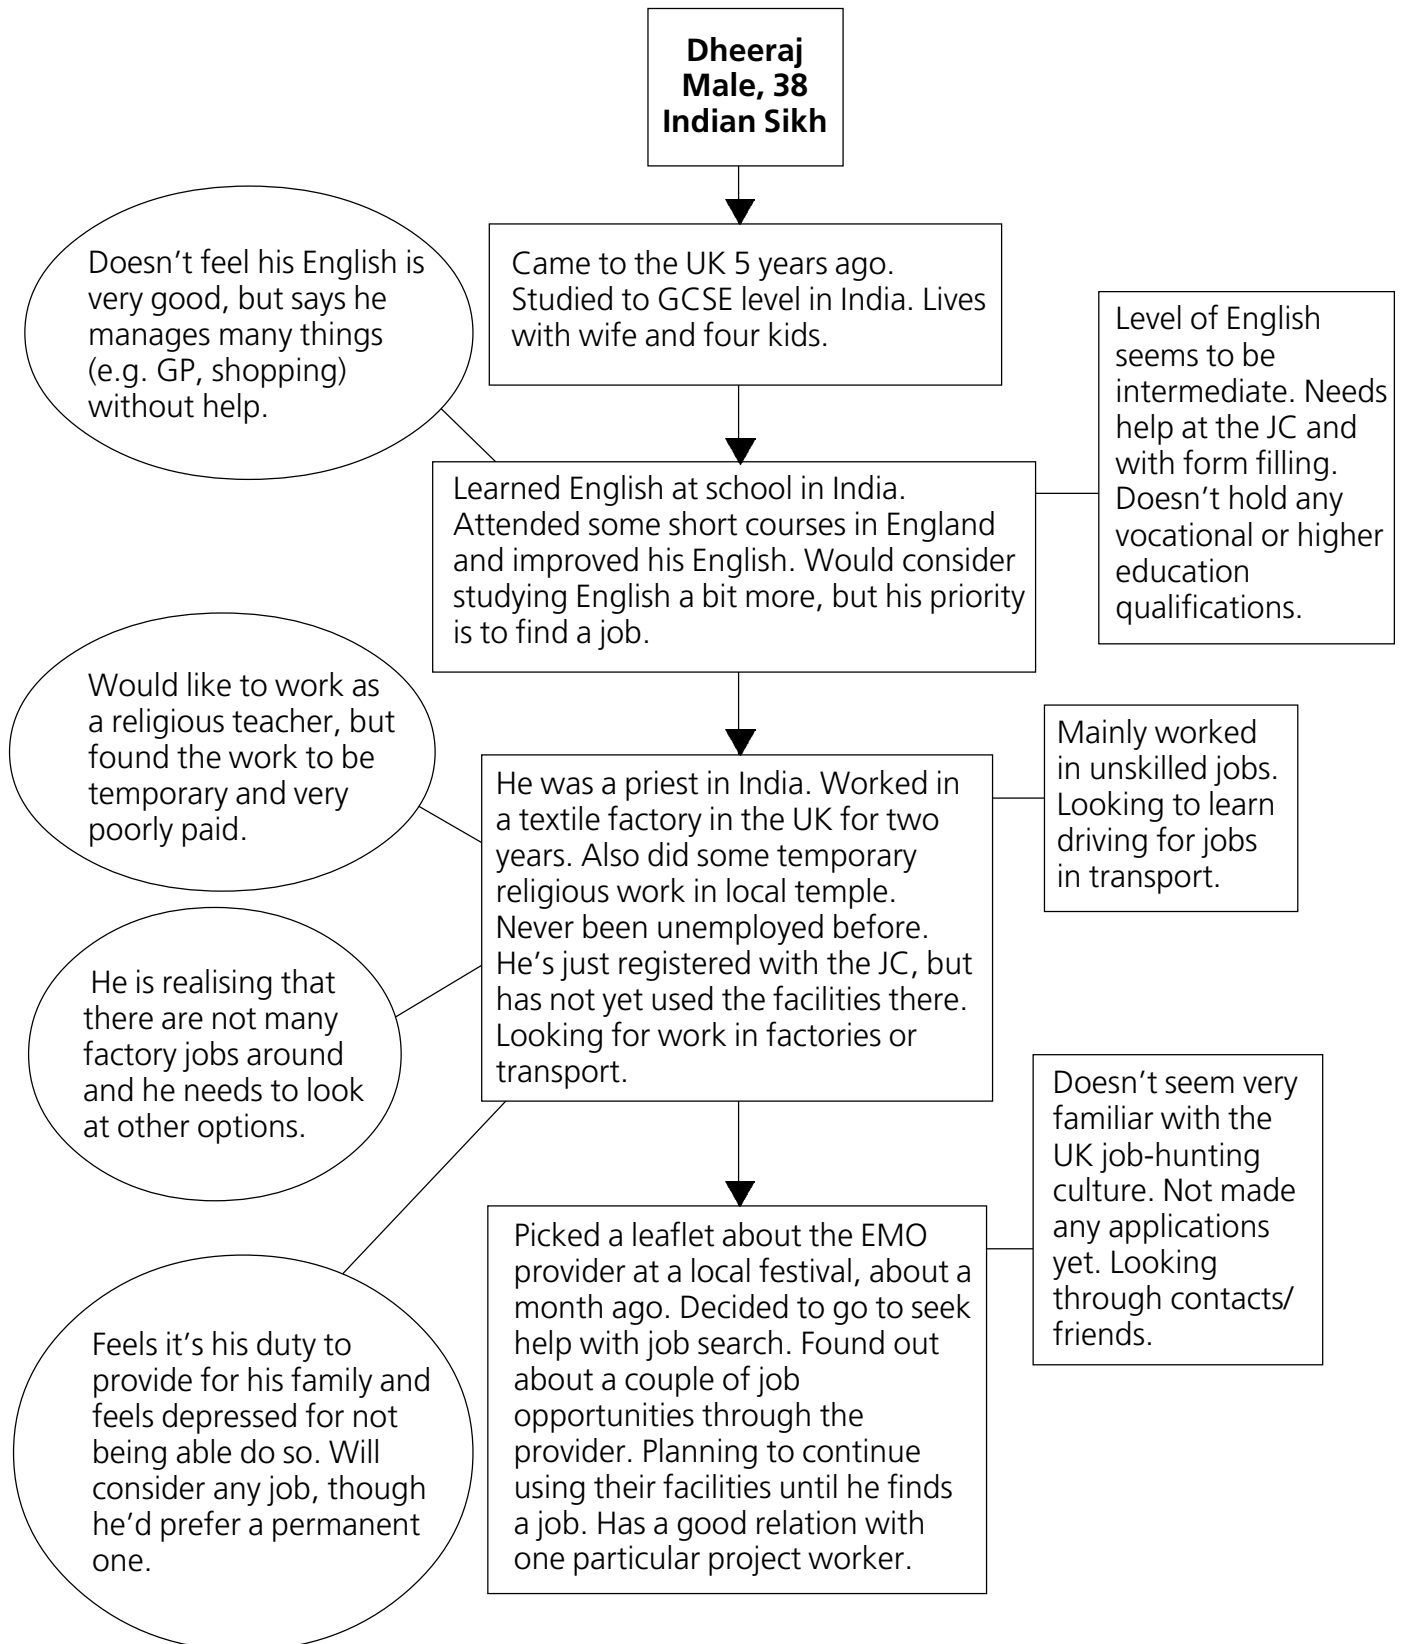 Dheeraj
Male, 38
Indian Sikh
Came to the UK 5 years ago.
Studied to GCSE level in India. Lives
with wife and four kids.
Doesn't feel his English is
very good, but says he
manages many things
(e.g. GP, shopping)
without help.
Level of English
seems to be
intermediate. Needs
help at the JC and
with form filling.
Doesn't hold any
vocational or higher
education
qualifications.
Learned English at school in India.
Attended some short courses in England
and improved his English. Would consider
studying English a bit more, but his priority
is to find a job.
Would like to work as
a religious teacher, but
found the work to be
temporary and very
poorly paid.
Mainly worked
in unskilled jobs.
Looking to learn
driving for jobs
in transport.
He was a priest in India. Worked in
a textile factory in the UK for two
years. Also did some temporary
religious work in local temple.
Never been unemployed before.
He's just registered with the JC, but
has not yet used the facilities there.
Looking for work in factories or
transport.
He is realising that
there are not many
factory jobs around
and he needs to look
at other options.
Doesn't seem very
familiar with the
UK job-hunting
culture. Not made
any applications
yet. Looking
through contacts/
friends.
Picked a leaflet about the EMO
provider at a local festival, about a
month ago. Decided to go to seek
help with job search. Found out
about a couple of job
opportunities through the
provider. Planning to continue
using their facilities until he finds
a job. Has a good relation with
one particular project worker.
Feels it's his duty to
provide for his family and
feels depressed for not
being able do so. Will
consider any job, though
he'd prefer a permanent
one.